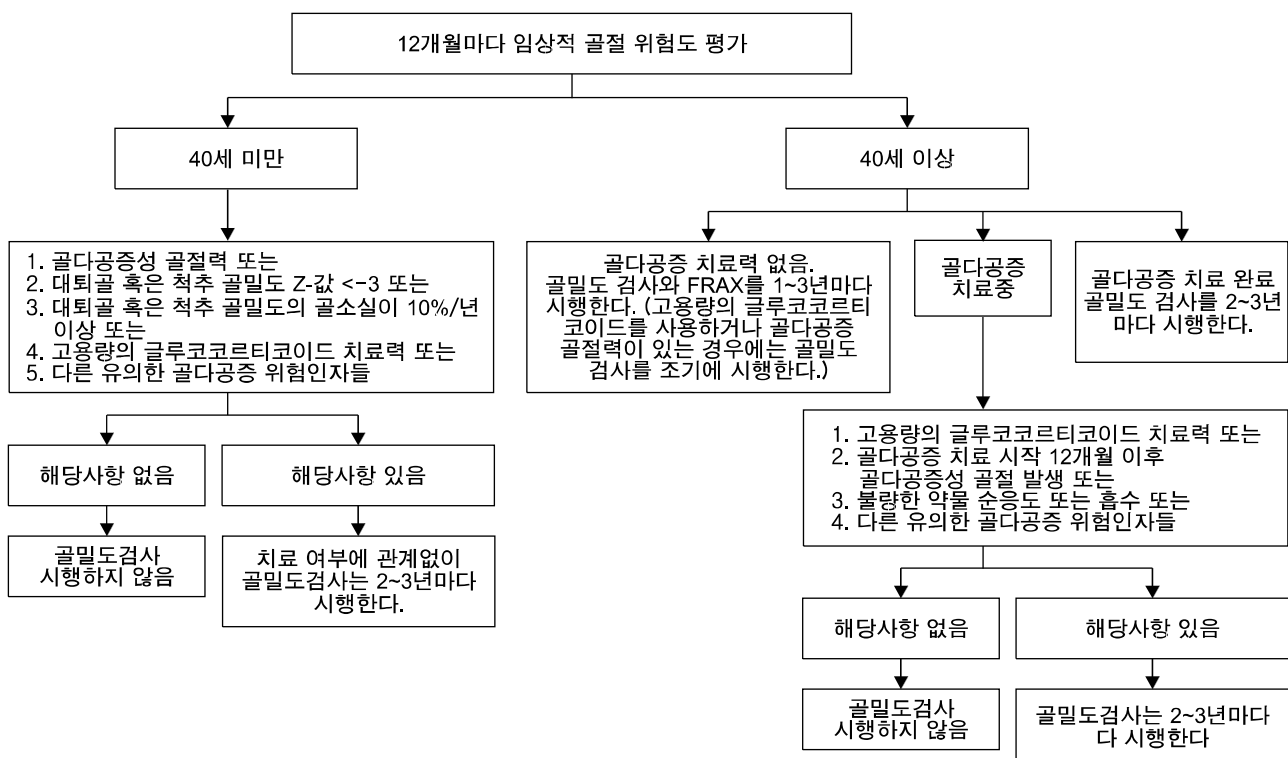 12개월마다 임상적 골절 위험도 평가
40세 미만
40세 이상
1. 골다공증성 골절력 또는
2. 대퇴골 혹은 척추 골밀도 Z-값 <-3 또는
3. 대퇴골 혹은 척추 골밀도의 골소실이 10%/년
이상 또는
4. 고용량의 글루코코르티코이드 치료력 또는
5. 다른 유의한 골다공증 위험인자들
골다공증 치료력 없음.
골밀도 검사와 FRAX를 1~3년마다
시행한다. (고용량의 글루코코르티
코이드를 사용하거나 골다공증
골절력이 있는 경우에는 골밀도
검사를 조기에 시행한다.)
골다공증
치료중
골다공증 치료 완료
골밀도 검사를 2~3년
마다 시행한다.
해당사항 없음
해당사항 있음
골밀도검사
시행하지 않음
치료 여부에 관계없이
골밀도검사는 2~3년마다
시행한다.
1. 고용량의 글루코코르티코이드 치료력 또는
2. 골다공증 치료 시작 12개월 이후
골다공증성 골절 발생 또는
3. 불량한 약물 순응도 또는 흡수 또는
4. 다른 유의한 골다공증 위험인자들
해당사항 없음
해당사항 있음
골밀도검사
시행하지 않음
골밀도검사는 2~3년마다
다 시행한다